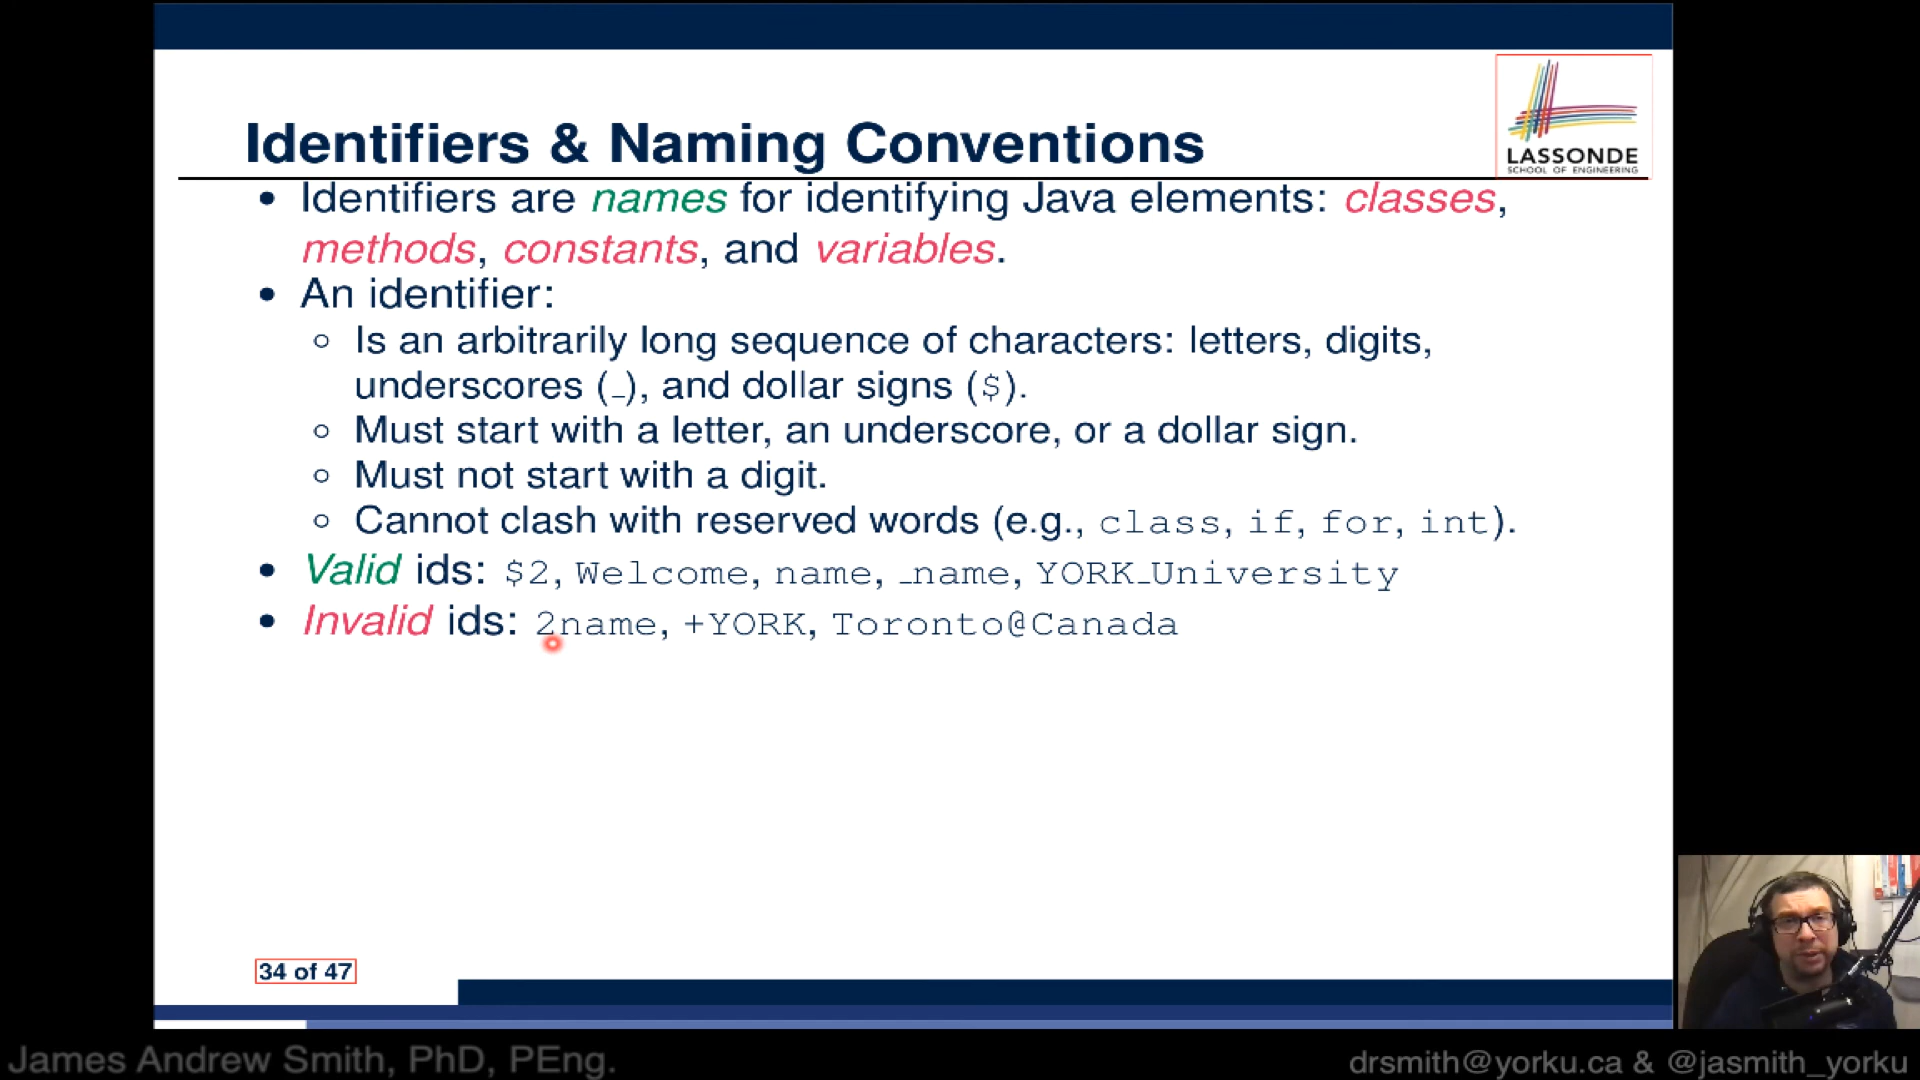 LASSONDE
SCHOOL OF ENGINEERING
Identifiers & Naming Conventions
• Identifiers are names for identifying Java elements: classes,
methods, constants, and variables.
• An identifier:
○ Is an arbitrarily long sequence of characters: letters, digits,
underscores (_), and dollar signs ($).
○ Must start with a letter, an underscore, or a dollar sign.
○ Must not start with a digit.
○ Cannot clash with reserved words (e.g., class, if, for, int).
• Valid ids: $2, Welcome, name, _name, YORK_University
• Invalid ids: 2name, +YORK, Toronto@Canada
34 of 47
James Andrew Smith, PhD, PEng.
drsmith@yorku.ca & @jasmith_yorku